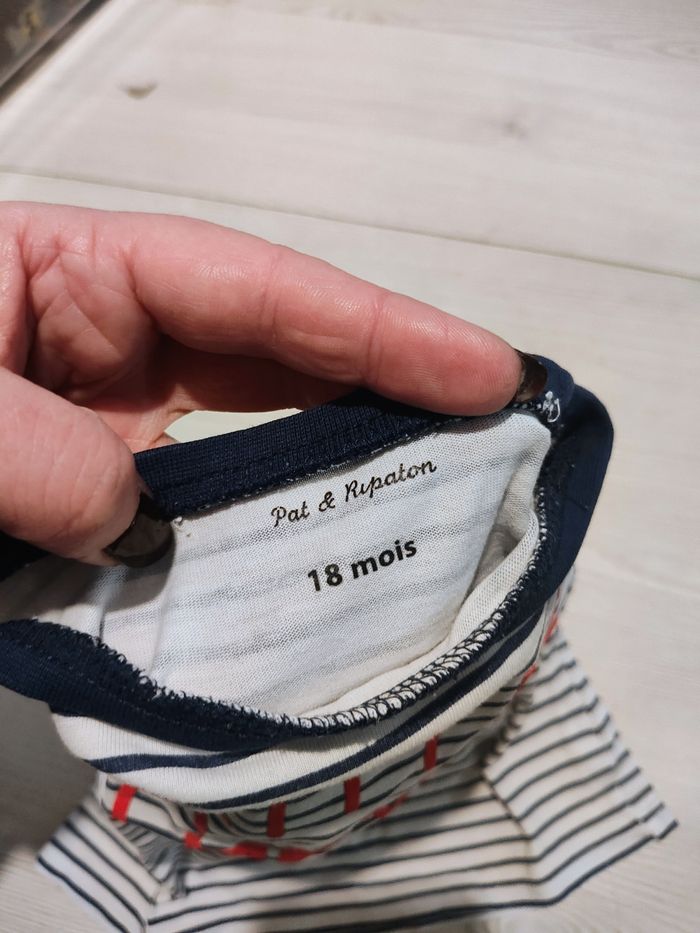 Pat & Ripaton
18 mois